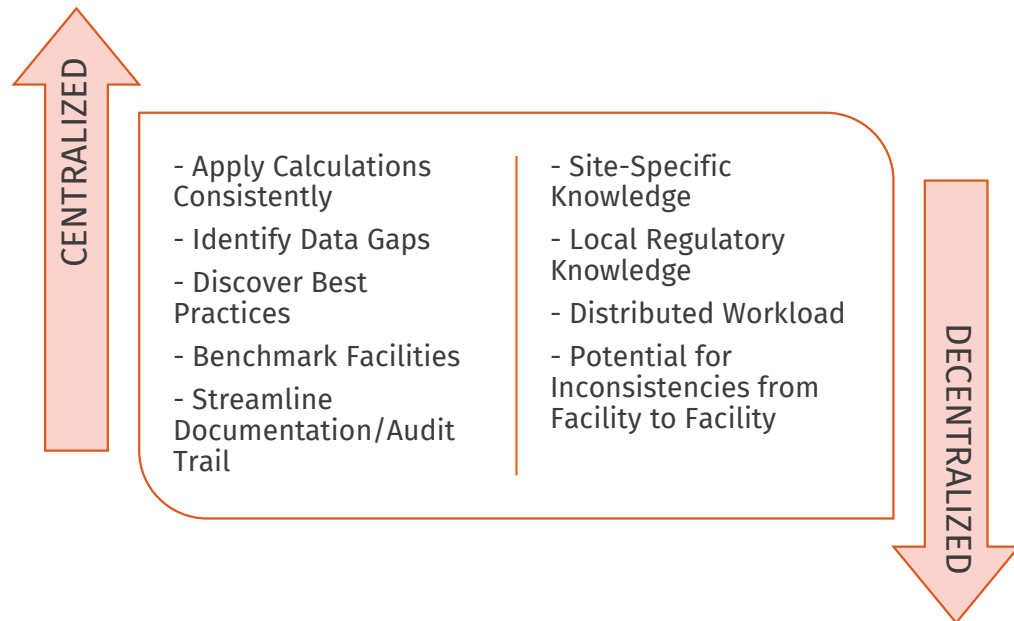 CENTRALIZED
- Apply Calculations
Consistently
- Identify Data Gaps
- Discover Best
Practices
- Benchmark Facilities
- Streamline
Documentation/Audit
Trail
- Site-Specific
Knowledge
- Local Regulatory
Knowledge
- Distributed Workload
- Potential for
Inconsistencies from
Facility to Facility
DECENTRALIZED